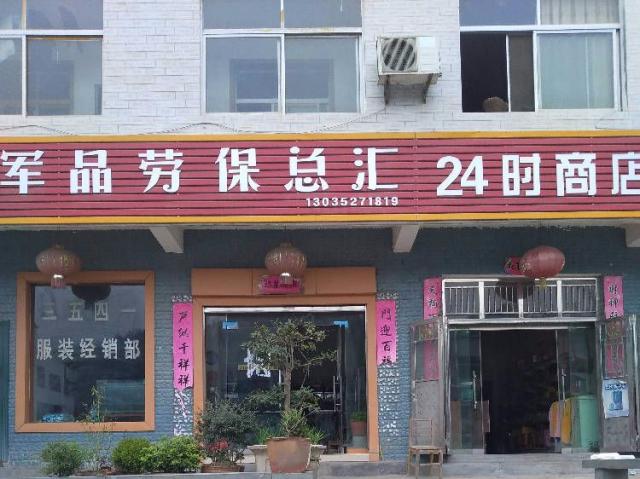 军品劳保总汇
13035271819
24时商店
三五四一
服装经销部
門迎百福